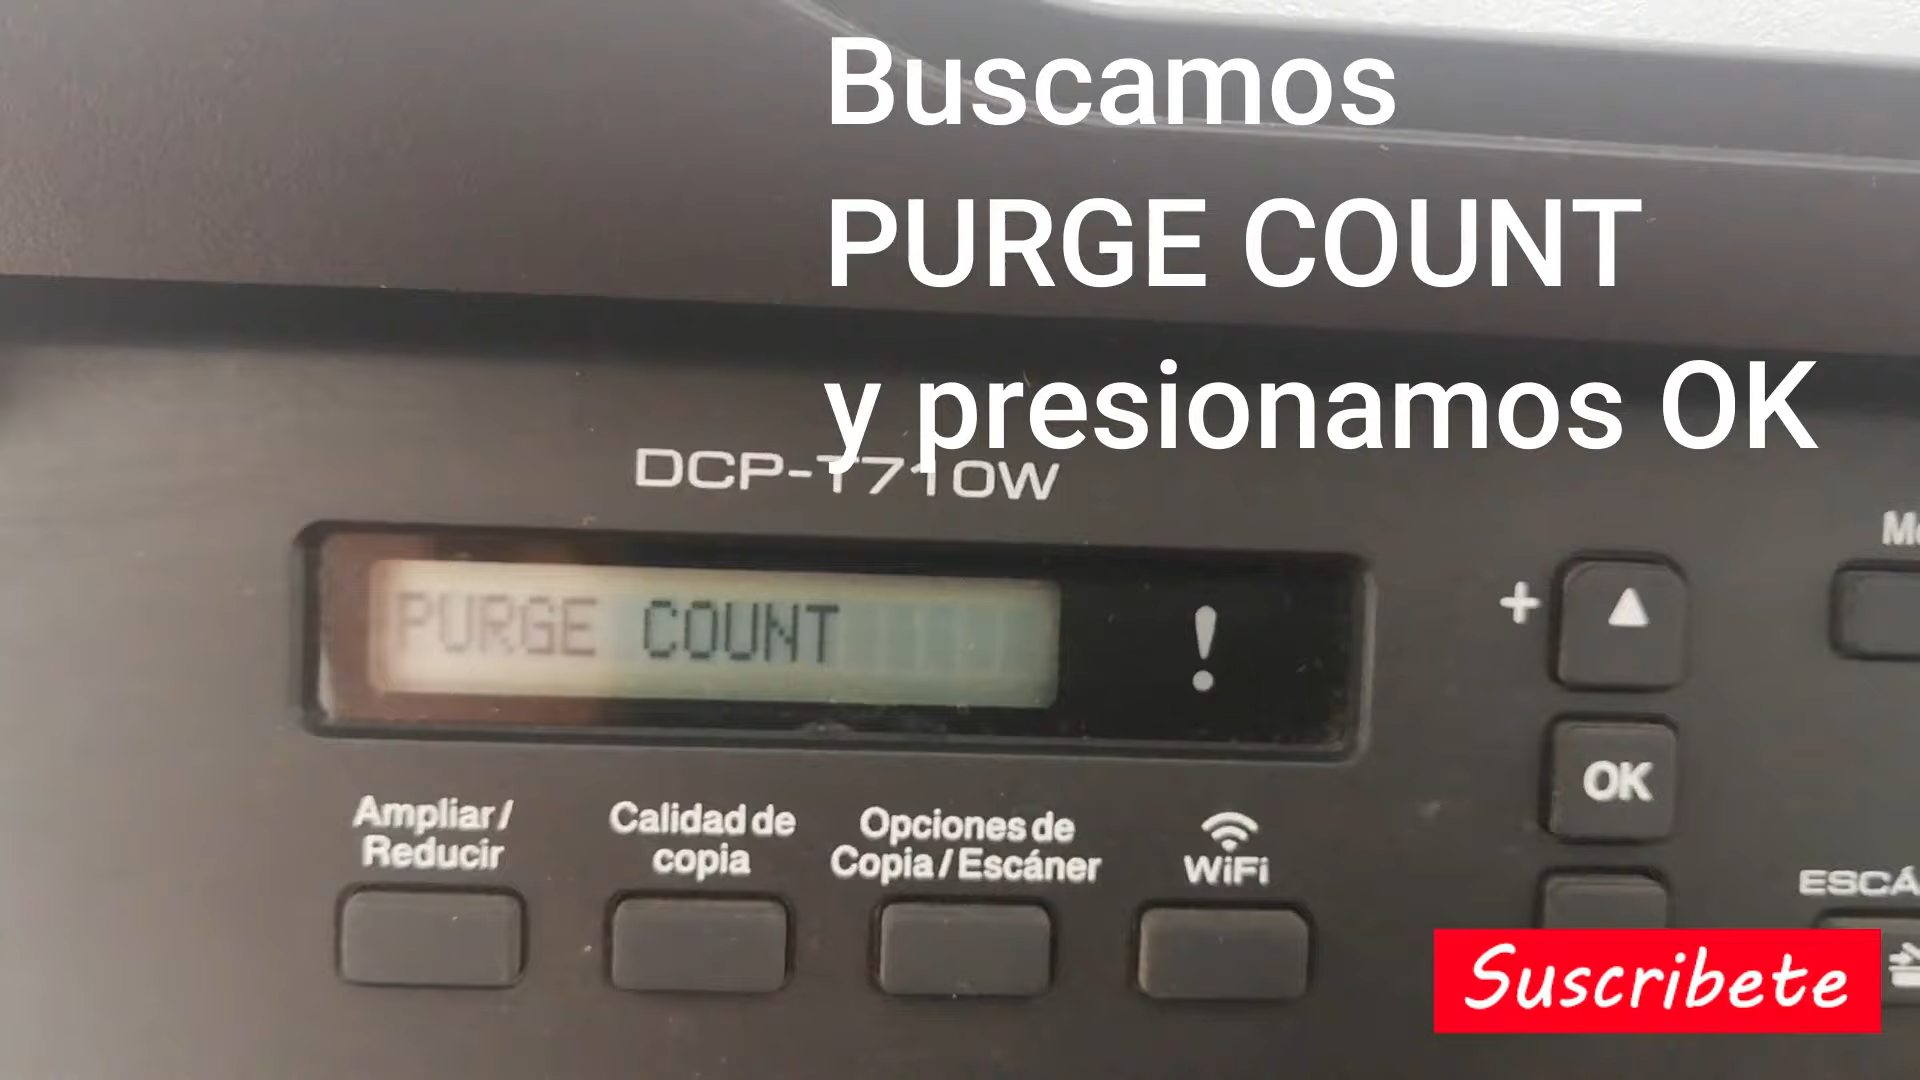 Buscamos
PURGE COUNT
y presionamos OK
DCP-T710W
PURGE COUNT
!
+
OK
Ampliar /
Reducir
Calidad de
copia
Opciones de
Copia / Escáner
WiFi
Suscribete